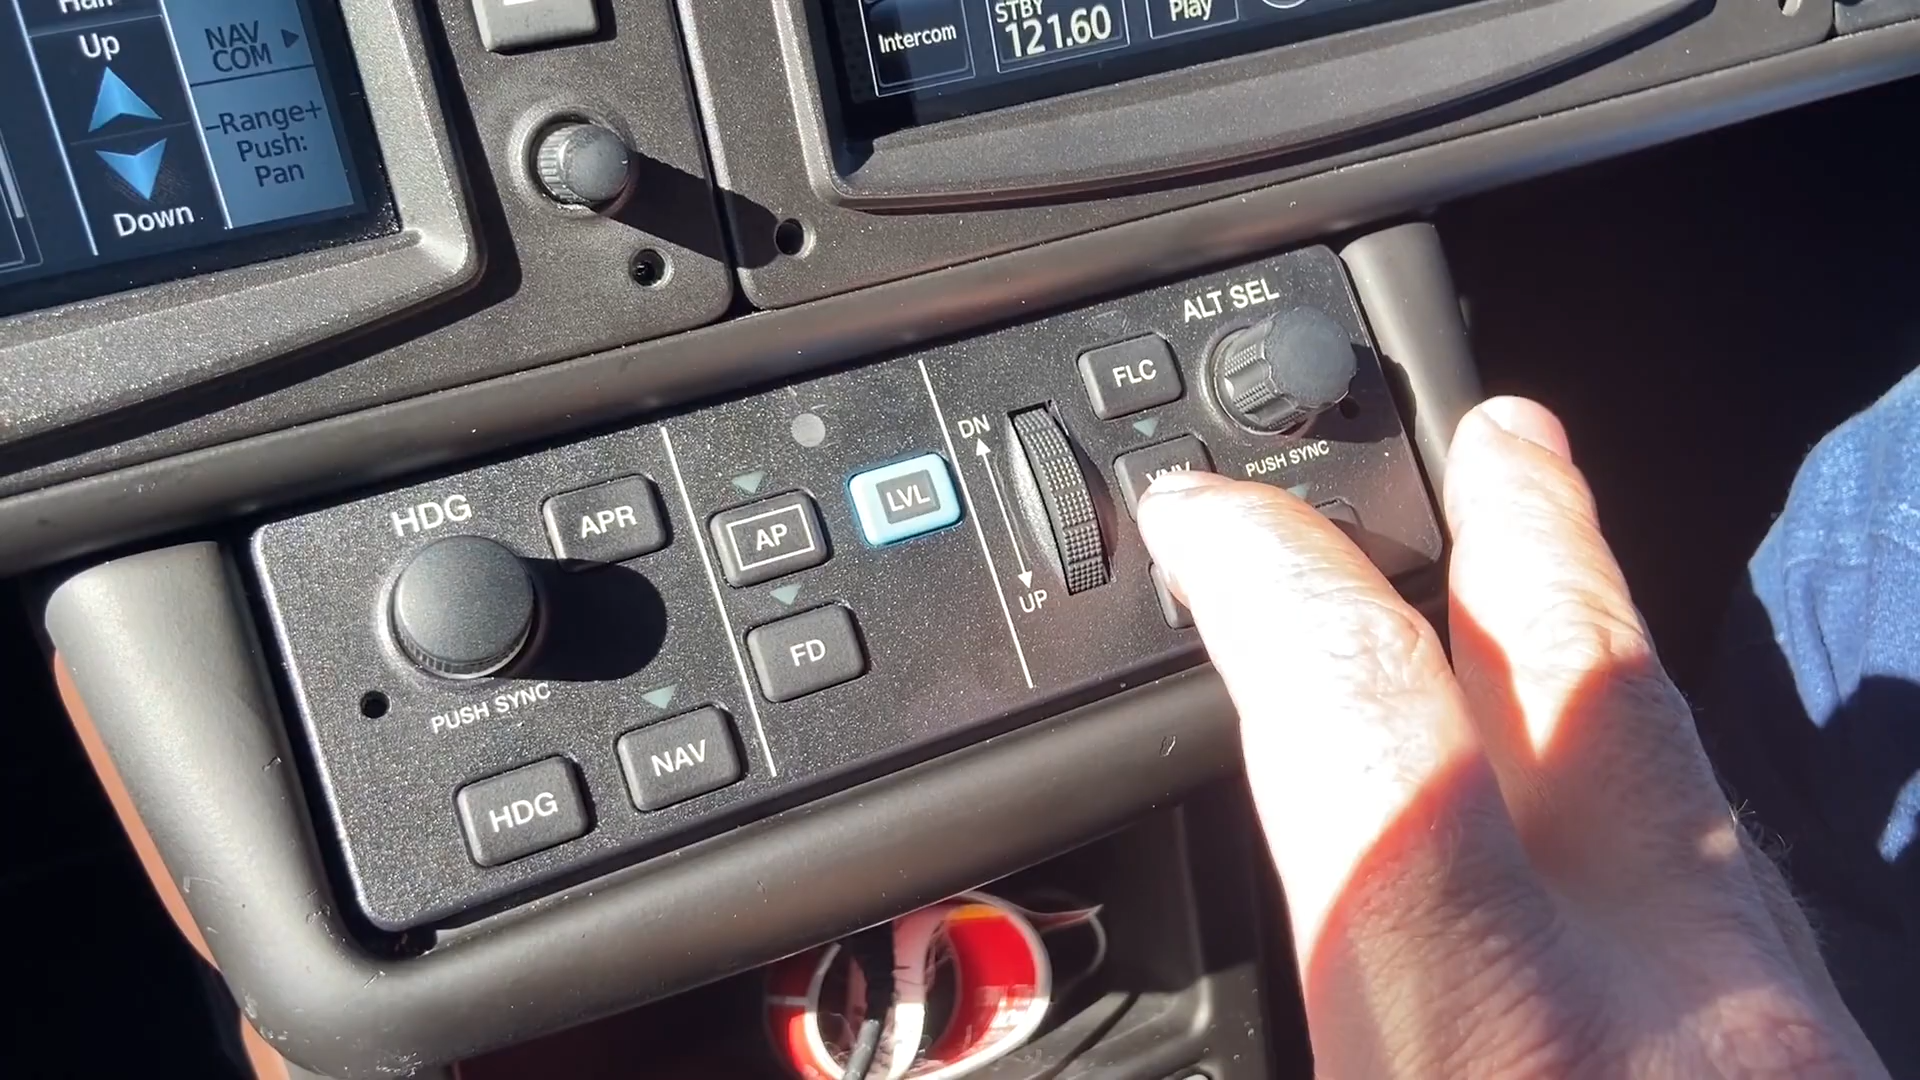 Up
Down
NAV
COM
-Range+
Push:
Pan
Intercom
STBY
121.60
Play
ALT SEL
FLC
VNV
PUSH SYNC
DN
UP
LVL
AP
FD
HDG
APR
PUSH SYNC
NAV
HDG